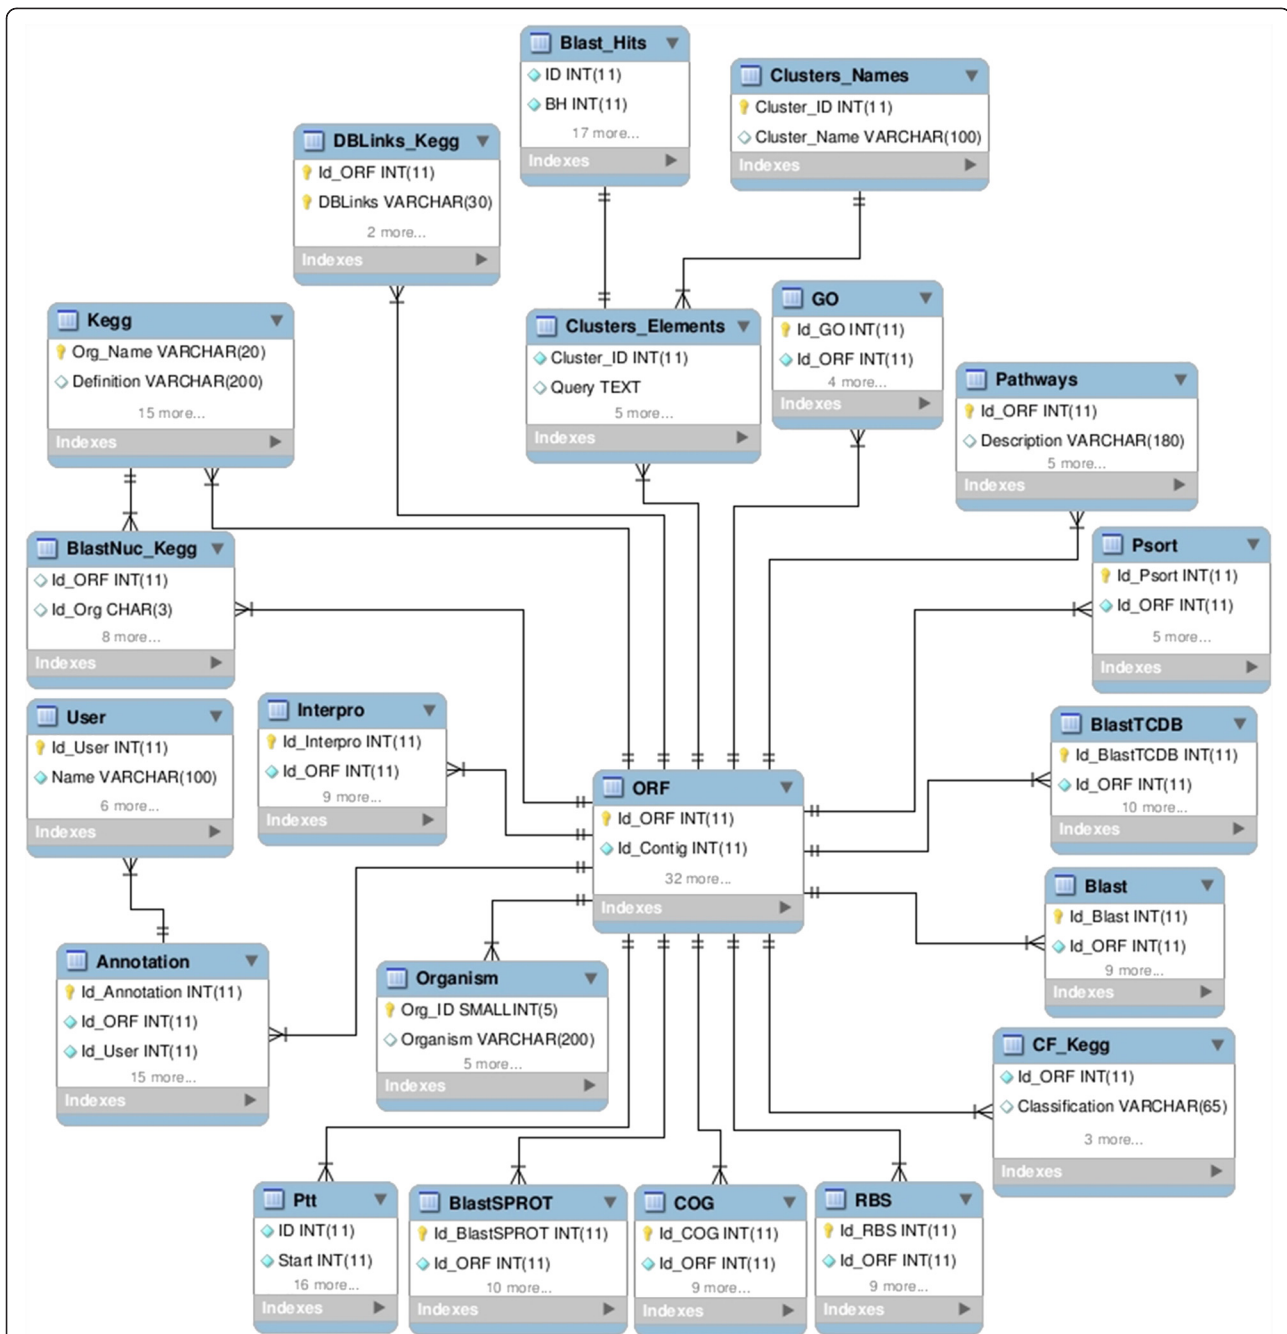 Blast_Hits
ID INT(11)
BH INT(11)
17 more...
Indexes
Clusters_Names
Cluster_ID INT(11)
Cluster_Name VARCHAR(100)
Indexes
DBLinks_Kegg
Id_ORF INT(11)
DBLinks VARCHAR(30)
2 more...
Indexes
Kegg
Org_Name VARCHAR(20)
Definition VARCHAR(200)
15 more...
Indexes
Clusters_Elements
Cluster_ID INT(11)
Query TEXT
5 more...
Indexes
GO
Id_GO INT(11)
Id_ORF INT(11)
4 more...
Indexes
Pathways
Id_ORF INT(11)
Description VARCHAR(180)
5 more...
Indexes
BlastNuc_Kegg
Id_ORF INT(11)
Id_Org CHAR(3)
8 more...
Indexes
Psort
Id_Psort INT(11)
Id_ORF INT(11)
5 more...
Indexes
User
Id_User INT(11)
Name VARCHAR(100)
6 more...
Indexes
Interpro
Id_Interpro INT(11)
Id_ORF INT(11)
9 more...
Indexes
ORF
Id_ORF INT(11)
Id_Contig INT(11)
32 more...
Indexes
BlastTCDB
Id_BlastTCDB INT(11)
Id_ORF INT(11)
10 more...
Indexes
Blast
Id_Blast INT(11)
Id_ORF INT(11)
9 more...
Indexes
Annotation
Id_Annotation INT(11)
Id_ORF INT(11)
Id_User INT(11)
15 more...
Indexes
Organism
Org_ID SMALLINT(5)
Organism VARCHAR(200)
5 more...
Indexes
CF_Kegg
Id_ORF INT(11)
Classification VARCHAR(65)
3 more...
Indexes
Ptt
ID INT(11)
Start INT(11)
16 more...
Indexes
BlastSPROT
Id_BlastSPROT INT(11)
Id_ORF INT(11)
10 more...
Indexes
COG
Id_COG INT(11)
Id_ORF INT(11)
9 more...
Indexes
RBS
Id_RBS INT(11)
Id_ORF INT(11)
9 more...
Indexes